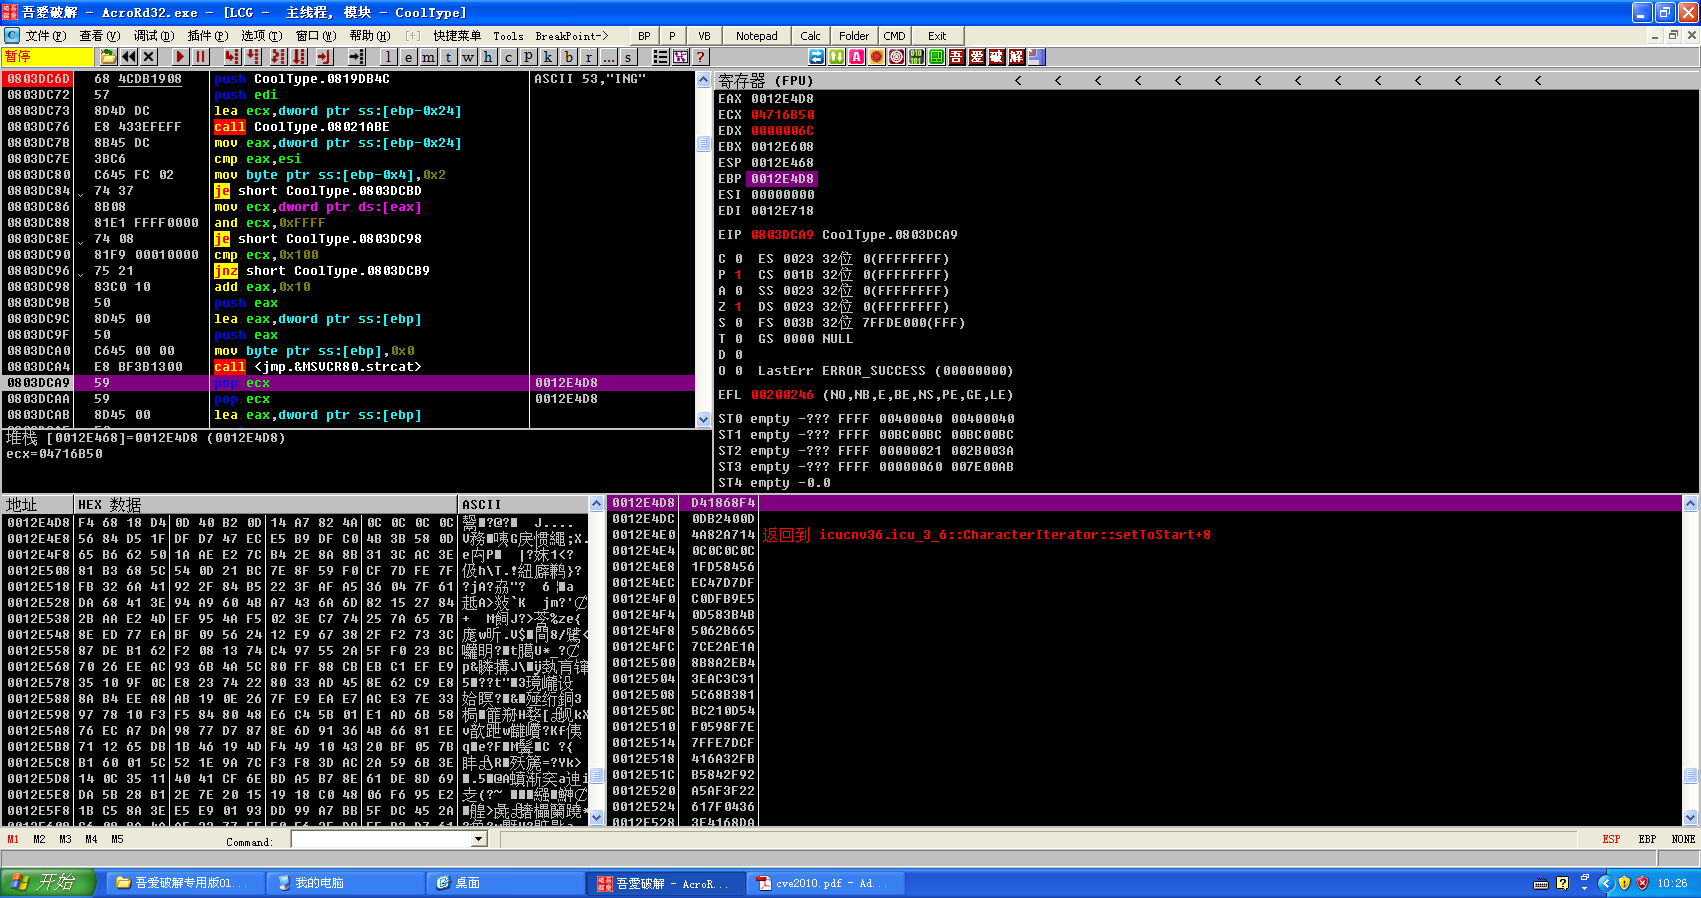 吾爱破解 - AcroRd32.exe - [LCG - 主线程, 模块 - CoolType]
文件(F) 查看(V) 调试(D) 插件(P) 选项(T) 窗口(W) 帮助(H) [+] 快捷菜单 Tools BreakPoint-> BP P VB Notepad Calc Folder CMD Exit
暂停 l e m t w h c P k b r ... s ?
0803DC6D 68 4CDB1908 push CoolType.0819DB4C ASCII 53,"ING"
0803DC72 57 push edi
0803DC73 8D4D DC lea ecx,dword ptr ss:[ebp-0x24]
0803DC76 E8 433EFEFF call CoolType.08021ABE
0803DC7B 8B45 DC mov eax,dword ptr ss:[ebp-0x24]
0803DC7E 3BC6 cmp eax,esi
0803DC80 C645 FC 02 mov byte ptr ss:[ebp-0x4],0x2
0803DC84 74 37 je short CoolType.0803DCBD
0803DC86 8B08 mov ecx,dword ptr ds:[eax]
0803DC88 81E1 FFFF0000 and ecx,0xFFFF
0803DC8E 74 08 je short CoolType.0803DC98
0803DC90 81F9 00010000 cmp ecx,0x100
0803DC96 75 21 jnz short CoolType.0803DCB9
0803DC98 83C0 10 add eax,0x10
0803DC9B 50 push eax
0803DC9C 8D45 00 lea eax,dword ptr ss:[ebp]
0803DC9F 50 push eax
0803DCA0 C645 00 00 mov byte ptr ss:[ebp],0x0
0803DCA4 E8 BF3B1300 call <jmp.&MSVCR80.strcat>
0803DCA9 59 pop ecx 0012E4D8
0803DCAA 59 pop ecx 0012E4D8
0803DCAB 8D45 00 lea eax,dword ptr ss:[ebp]
堆栈 [0012E468]=0012E4D8 (0012E4D8)
ecx=04716B50
寄存器 (FPU) < < < < < < < < < < < < < <
EAX 0012E4D8
ECX 04716B50
EDX 0000006C
EBX 0012E608
ESP 0012E468
EBP 0012E4D8
ESI 00000000
EDI 0012E718
EIP 0803DCA9 CoolType.0803DCA9
C 0 ES 0023 32位 0(FFFFFFFF)
P 1 CS 001B 32位 0(FFFFFFFF)
A 0 SS 0023 32位 0(FFFFFFFF)
Z 1 DS 0023 32位 0(FFFFFFFF)
S 0 FS 003B 32位 7FFDE000(FFF)
T 0 GS 0000 NULL
D 0
O 0 LastErr ERROR_SUCCESS (00000000)
EFL 00200246 (NO,NB,E,BE,NS,PE,GE,LE)
ST0 empty -??? FFFF 00400040 00400040
ST1 empty -??? FFFF 00BC00BC 00BC00BC
ST2 empty -??? FFFF 00000021 002B003A
ST3 empty -??? FFFF 00000060 007E00AB
ST4 empty -0.0
地址 HEX 数据 ASCII
0012E4D8 F4 68 18 D4 0D 40 B2 0D 14 A7 82 4A 0C 0C 0C 0C
0012E4E8 56 84 D5 1F DF D7 47 EC E5 B9 DF C0 4B 3B 58 0D
0012E4F8 65 B6 62 50 1A AE E2 7C B4 2E 8A 8B 31 3C AC 3E
0012E508 81 B3 68 5C 54 0D 21 BC 7E 8F 59 F0 CF 7D FE 7F
0012E518 FB 32 6A 41 92 2F 84 B5 22 3F AF A5 36 04 7F 61
0012E528 DA 68 41 3E 94 A9 60 4B A7 43 6A 6D 82 15 27 84
0012E538 2B AA E2 4D EF 95 4A F5 02 3E C7 74 25 7A 65 7B
0012E548 8E ED 77 EA BF 09 56 24 12 E9 67 38 2F F2 73 3C
0012E558 87 DE B1 62 F2 08 13 74 C4 97 55 2A 5F F0 23 BC
0012E568 70 26 EE AC 93 6B 4A 5C 80 FF 88 CB EB C1 EF E9
0012E578 35 10 9F 0C E8 23 74 22 80 33 AD 45 8E 62 C9 E8
0012E588 8A B4 EE A8 AB 19 0E 26 7F E9 EA E7 AC E3 7E 33
0012E598 97 78 10 F3 F5 84 80 48 E6 C4 5B 01 E1 AD 6B 58
0012E5A8 76 EC A7 DA 98 77 D7 87 8E 6D 91 36 4B 66 81 EE
0012E5B8 71 12 65 DB 1B 46 19 4D F4 49 10 43 20 BF 05 7B
0012E5C8 B1 60 01 5C 52 1E 9A 7C F3 F8 3D AC 2A 59 6B 3E
0012E5D8 14 0C 35 11 40 41 CF 6E BD A5 B7 8E 61 DE 8D 69
0012E5E8 DA 5B 28 B1 2E 7E 20 15 19 18 C0 48 06 F6 95 E2
0012E5F8 1B C5 8A 3E E5 E9 01 93 DD 99 A7 BB 5F DC 45 2A
0012E4D8 D41868F4
0012E4DC 0DB2400D
0012E4E0 4A82A714 返回到 icucnv36.icu_3_6::CharacterIterator::setToStart+8
0012E4E4 0C0C0C0C
0012E4E8 1FD58456
0012E4EC EC47D7DF
0012E4F0 C0DFB9E5
0012E4F4 0D583B4B
0012E4F8 5062B665
0012E4FC 7CE2AE1A
0012E500 8B8A2EB4
0012E504 3EAC3C31
0012E508 5C68B381
0012E50C BC210D54
0012E510 F0598F7E
0012E514 7FFE7DCF
0012E518 416A32FB
0012E51C B5842F92
0012E520 A5AF3F22
0012E524 617F0436
0012E528 3E4168DA
M1 M2 M3 M4 M5 Command: ESP EBP NONE
开始 吾爱破解专用版01... 我的电脑 桌面 吾爱破解 - AcroR... cve2010.pdf - Ad... 10:26